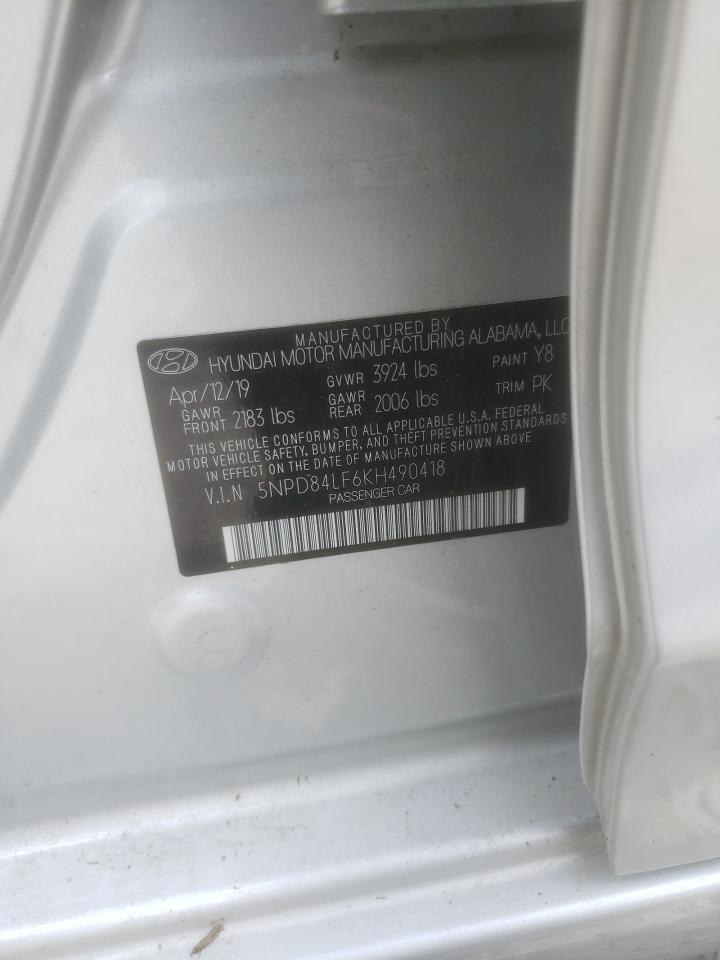 MANUFACTURED BY
HYUNDAI MOTOR MANUFACTURING ALABAMA, LLC
Apr/12/19 GVWR 3924 lbs PAINT Y8
GAWR FRONT 2183 lbs GAWR REAR 2006 lbs TRIM PK
THIS VEHICLE CONFORMS TO ALL APPLICABLE U.S.A. FEDERAL
MOTOR VEHICLE SAFETY, BUMPER, AND THEFT PREVENTION STANDARDS
IN EFFECT ON THE DATE OF MANUFACTURE SHOWN ABOVE
V.I.N 5NPD84LF6KH490418
PASSENGER CAR